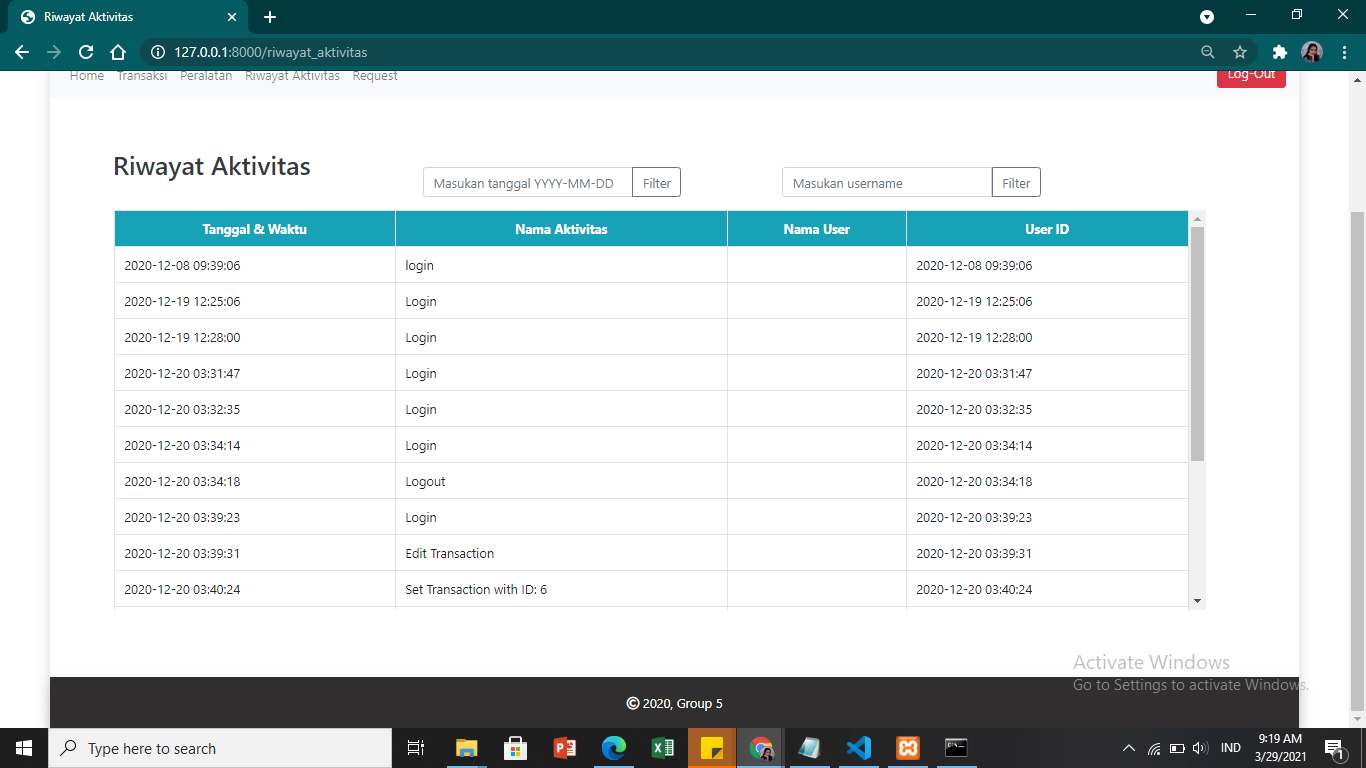 Riwayat Aktivitas
127.0.0.1:8000/riwayat_aktivitas
Home Transaksi Peralatan Riwayat Aktivitas Request Log-Out
Riwayat Aktivitas
Masukan tanggal YYYY-MM-DD Filter Masukan username Filter
Tanggal & Waktu Nama Aktivitas Nama User User ID
2020-12-08 09:39:06 login 2020-12-08 09:39:06
2020-12-19 12:25:06 Login 2020-12-19 12:25:06
2020-12-19 12:28:00 Login 2020-12-19 12:28:00
2020-12-20 03:31:47 Login 2020-12-20 03:31:47
2020-12-20 03:32:35 Login 2020-12-20 03:32:35
2020-12-20 03:34:14 Login 2020-12-20 03:34:14
2020-12-20 03:34:18 Logout 2020-12-20 03:34:18
2020-12-20 03:39:23 Login 2020-12-20 03:39:23
2020-12-20 03:39:31 Edit Transaction 2020-12-20 03:39:31
2020-12-20 03:40:24 Set Transaction with ID: 6 2020-12-20 03:40:24
Activate Windows
Go to Settings to activate Windows.
© 2020, Group 5
Type here to search
IND
9:19 AM
3/29/2021
1